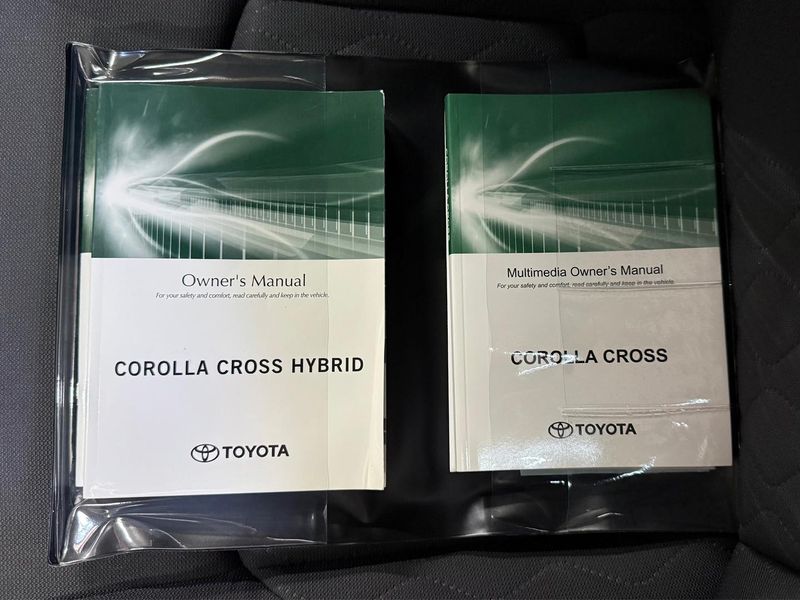 Owner's Manual
For your safety and comfort, read carefully and keep in the vehicle.
COROLLA CROSS HYBRID
TOYOTA
Multimedia Owner's Manual
For your safety and comfort, read carefully and keep in the vehicle.
COROLLA CROSS
TOYOTA